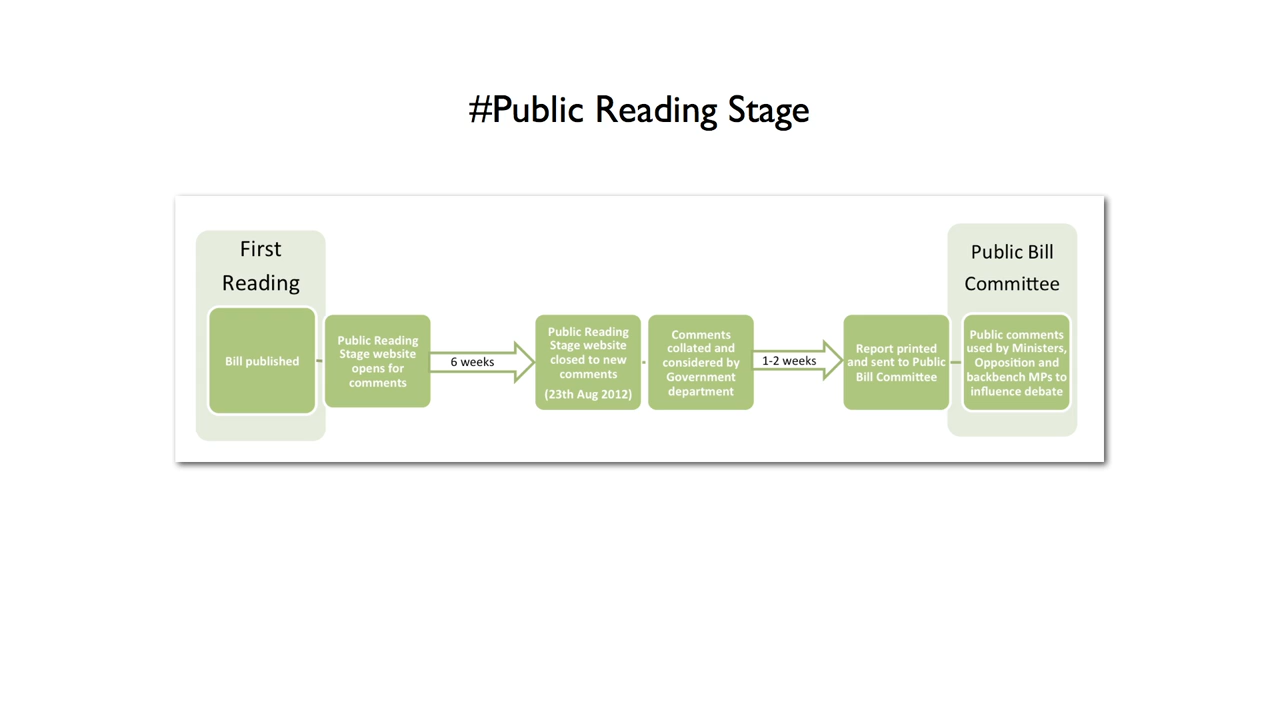 #Public Reading Stage
First
Reading
Bill published
Public Reading
Stage website
opens for
comments
6 weeks
Public Reading
Stage website
closed to new
comments
(23th Aug 2012)
Comments
collated and
considered by
Government
department
1-2 weeks
Report printed
and sent to Public
Bill Committee
Public Bill
Committee
Public comments
used by Ministers,
Opposition and
backbench MPs to
influence debate